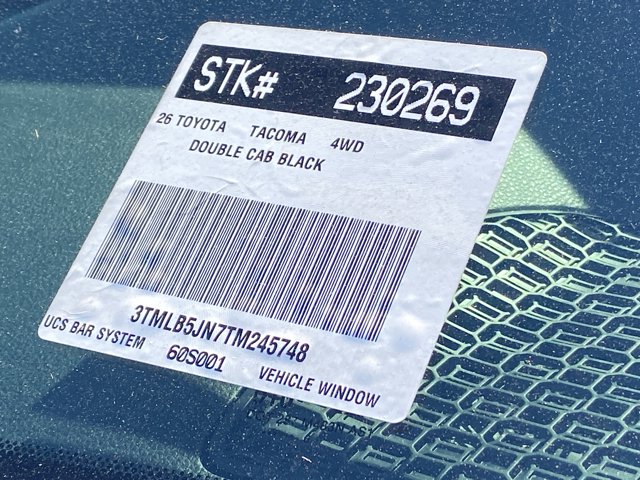 STK# 230269
26 TOYOTA TACOMA 4WD
DOUBLE CAB BLACK
3TMLB5JN7TM245748
UCS BAR SYSTEM 60S001 VEHICLE WINDOW